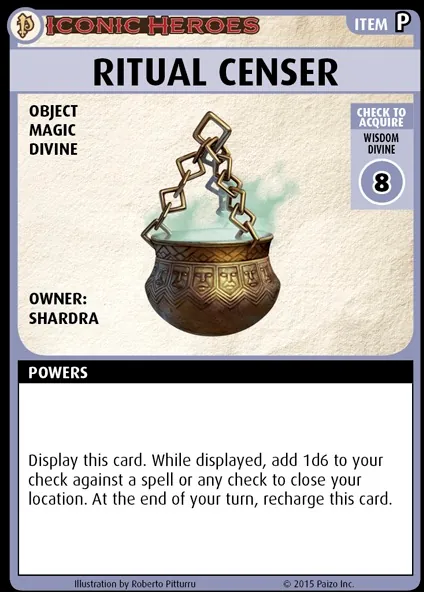 ICONIC HEROES
ITEM P
RITUAL CENSER
OBJECT
MAGIC
DIVINE
CHECK TO
ACQUIRE
WISDOM
DIVINE
8
OWNER:
SHARDRA
POWERS
Display this card. While displayed, add 1d6 to your
check against a spell or any check to close your
location. At the end of your turn, recharge this card.
Illustration by Roberto Pitturru
© 2015 Paizo Inc.